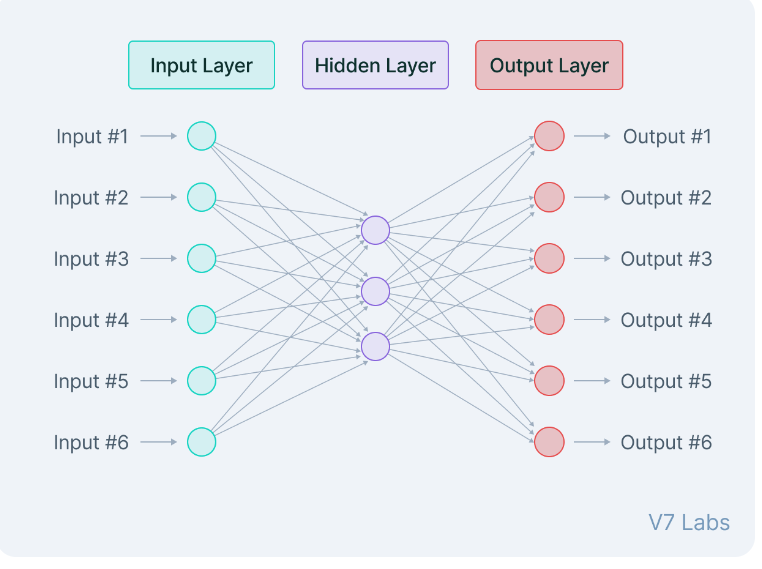 Input Layer
Hidden Layer
Output Layer
Input #1
Output #1
Input #2
Output #2
Input #3
Output #3
Input #4
Output #4
Input #5
Output #5
Input #6
Output #6
V7 Labs